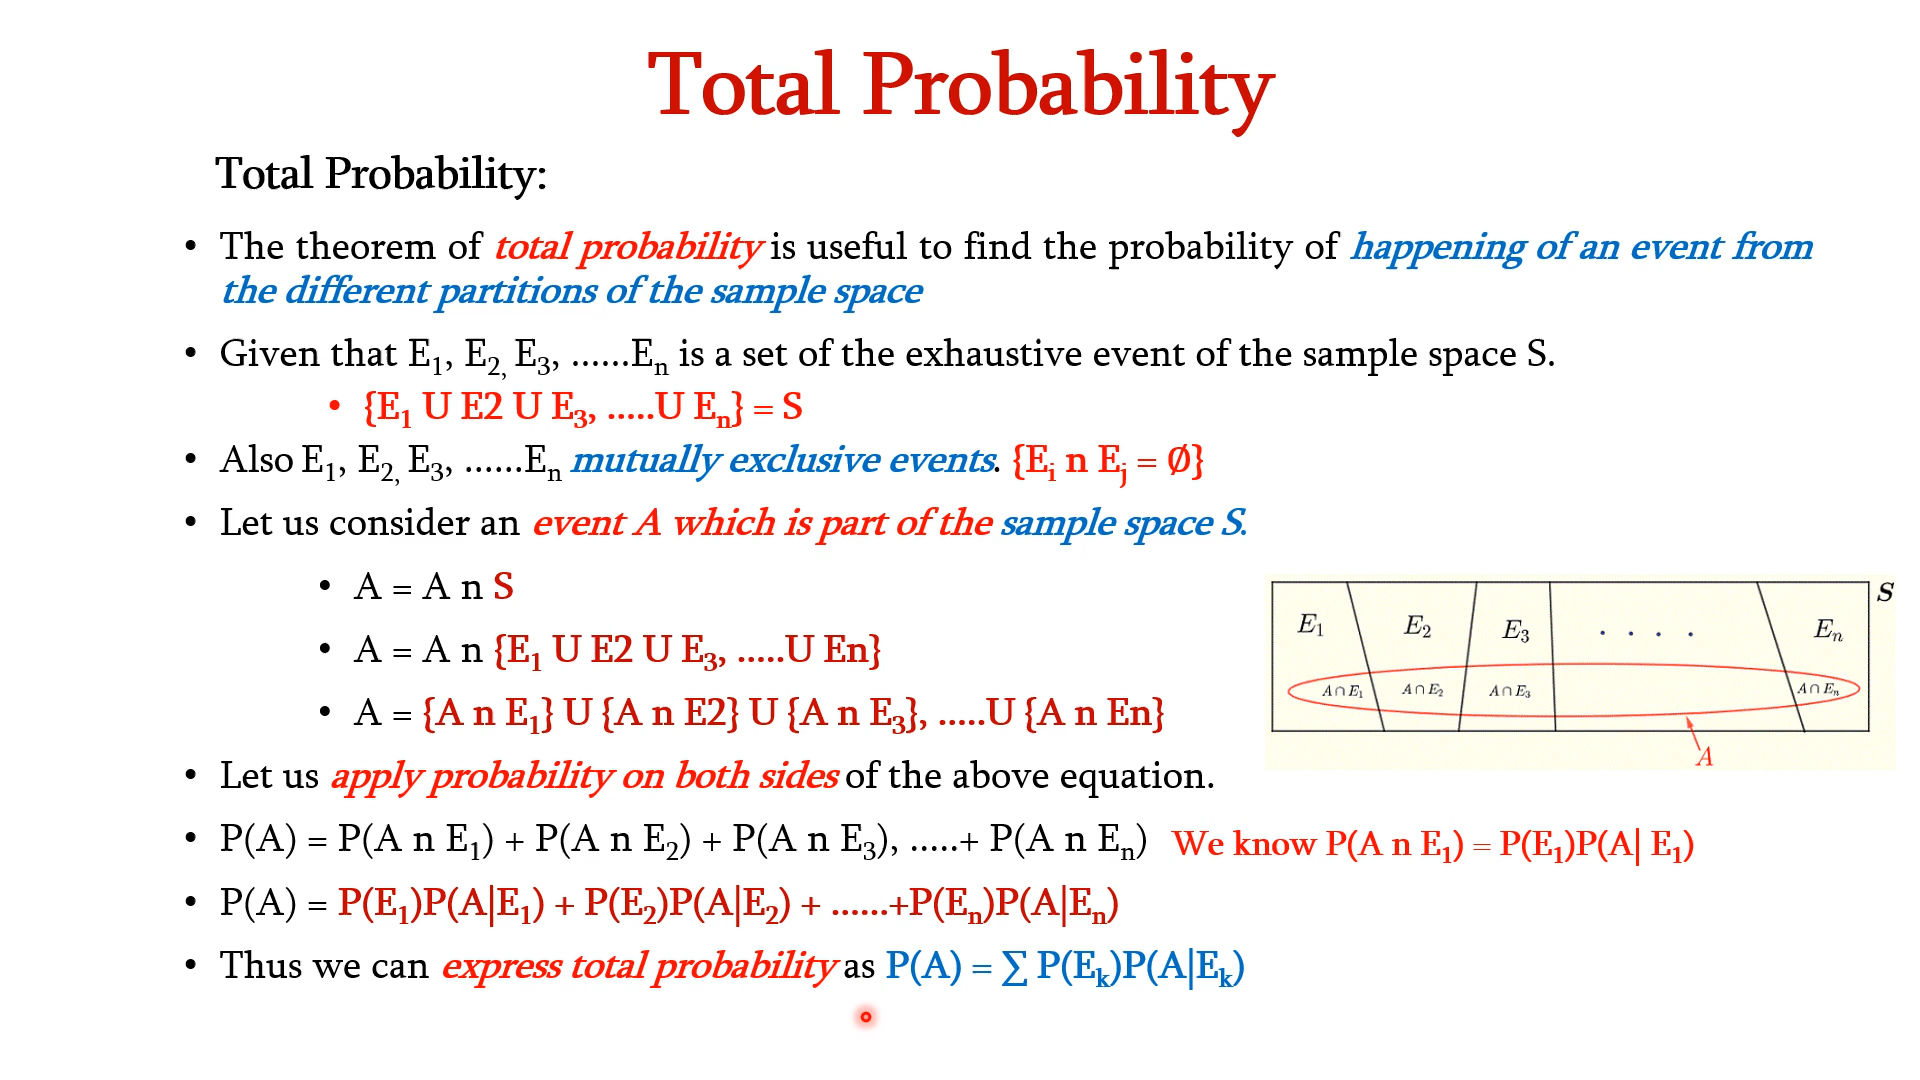 Total Probability
Total Probability:
• The theorem of total probability is useful to find the probability of happening of an event from
the different partitions of the sample space
• Given that E₁, E₂, E₃, ......Eₙ is a set of the exhaustive event of the sample space S.
• {E₁ U E2 U E₃, .....U Eₙ} = S
• Also E₁, E₂, E₃, ......Eₙ mutually exclusive events. {Eᵢ n Eⱼ = ∅}
• Let us consider an event A which is part of the sample space S.
• A = A n S
• A = A n {E₁ U E2 U E₃, .....U En}
• A = {A n E₁} U {A n E2} U {A n E₃}, .....U {A n En}
S
E₁ E₂ E₃ . . . . Eₙ
A∩E₁ A∩E₂ A∩E₃ A∩Eₙ
A
• Let us apply probability on both sides of the above equation.
• P(A) = P(A n E₁) + P(A n E₂) + P(A n E₃), .....+ P(A n Eₙ) We know P(A n E₁) = P(E₁)P(A| E₁)
• P(A) = P(E₁)P(A|E₁) + P(E₂)P(A|E₂) + ......+P(Eₙ)P(A|Eₙ)
• Thus we can express total probability as P(A) = ∑ P(Eₖ)P(A|Eₖ)